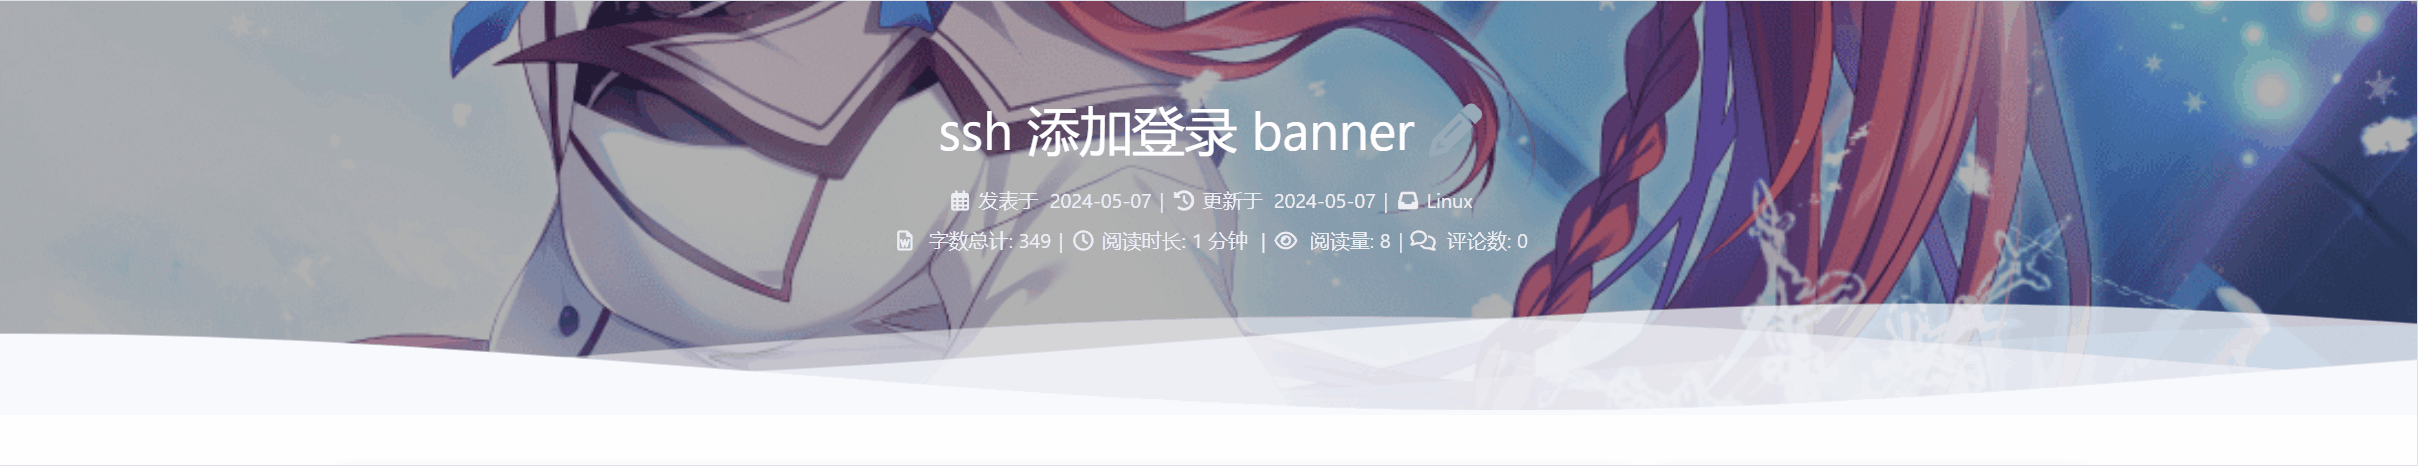 ssh 添加登录 banner
发表于 2024-05-07 | 更新于 2024-05-07 | Linux
字数总计: 349 | 阅读时长: 1 分钟 | 阅读量: 8 | 评论数: 0